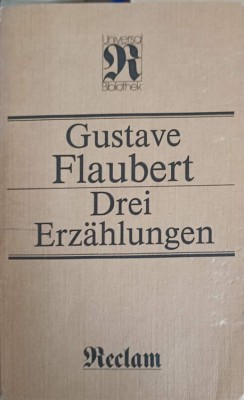 Universal
R
Bibliothek
Gustave
Flaubert
Drei
Erzählungen
Reclam